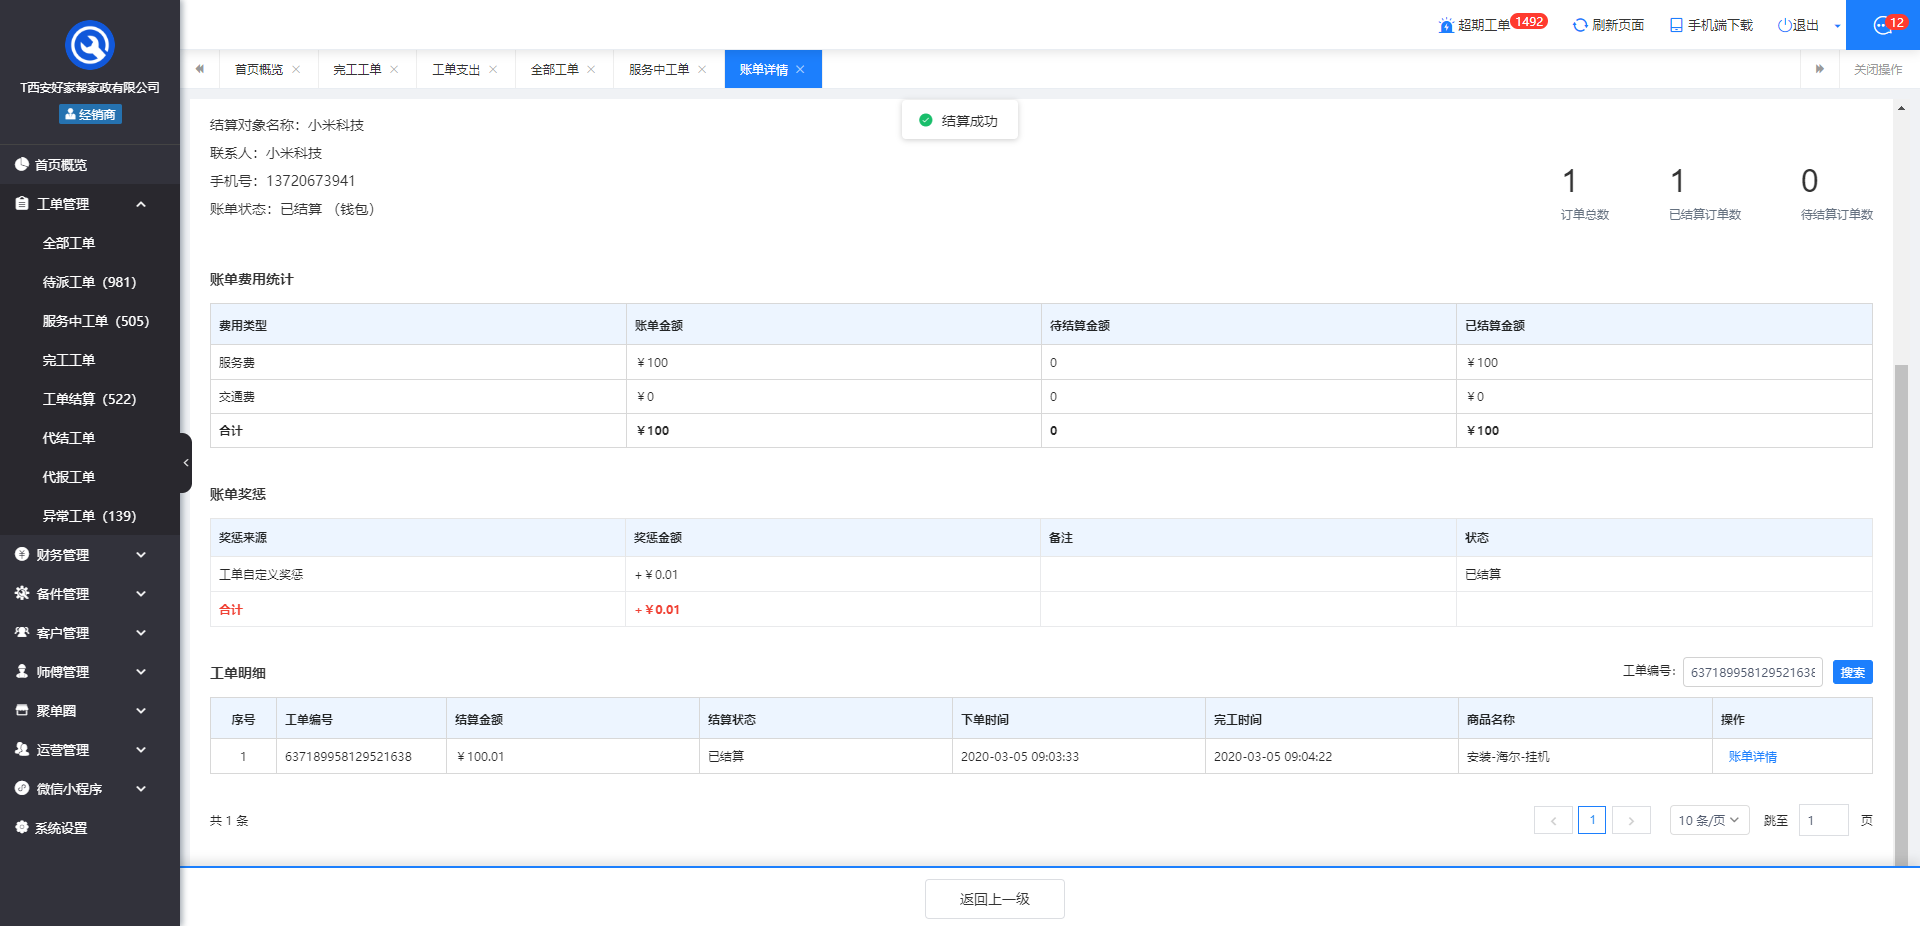 超期工单 1492 刷新页面 手机端下载 退出 12
T西安好家帮家政有限公司
经销商
首页概览
工单管理
全部工单
待派工单（981）
服务中工单（505）
完工工单
工单结算（522）
代结工单
代报工单
异常工单（139）
财务管理
备件管理
客户管理
师傅管理
聚单圈
运营管理
微信小程序
系统设置
首页概览 完工工单 工单支出 全部工单 服务中工单 账单详情 关闭操作
结算成功
结算对象名称：小米科技
联系人：小米科技
手机号：13720673941
账单状态：已结算 （钱包）
1 1 0
订单总数 已结算订单数 待结算订单数
账单费用统计
费用类型 账单金额 待结算金额 已结算金额
服务费 ￥100 0 ￥100
交通费 ￥0 0 ￥0
合计 ￥100 0 ￥100
账单奖惩
奖惩来源 奖惩金额 备注 状态
工单自定义奖惩 +￥0.01 已结算
合计 +￥0.01
工单明细 工单编号： 637189958129521638 搜索
序号 工单编号 结算金额 结算状态 下单时间 完工时间 商品名称 操作
1 637189958129521638 ￥100.01 已结算 2020-03-05 09:03:33 2020-03-05 09:04:22 安装-海尔-挂机 账单详情
共 1 条 1 10 条/页 跳至 1 页
返回上一级